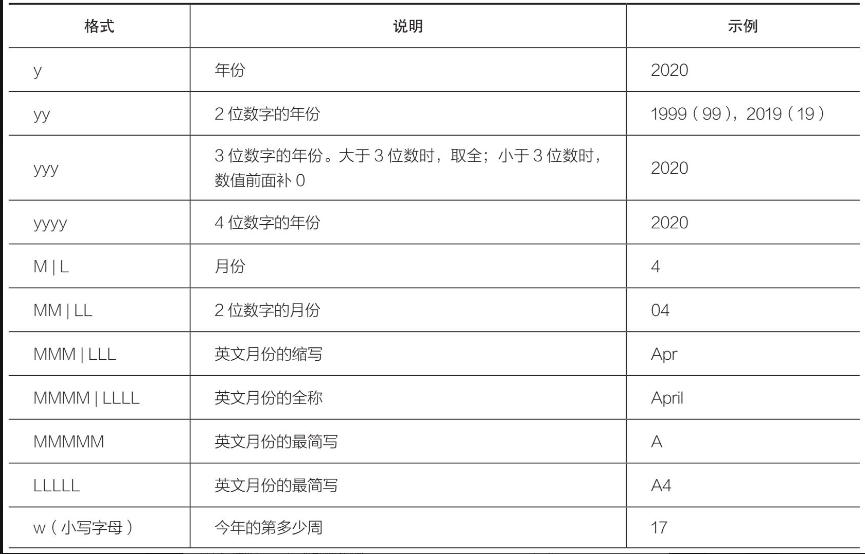 格式 说明 示例
y 年份 2020
yy 2 位数字的年份 1999（99），2019（19）
yyy 3 位数字的年份。大于 3 位数时，取全；小于 3 位数时，
数值前面补 0 2020
yyyy 4 位数字的年份 2020
M | L 月份 4
MM | LL 2 位数字的月份 04
MMM | LLL 英文月份的缩写 Apr
MMMM | LLLL 英文月份的全称 April
MMMMM 英文月份的最简写 A
LLLLL 英文月份的最简写 A4
w（小写字母） 今年的第多少周 17